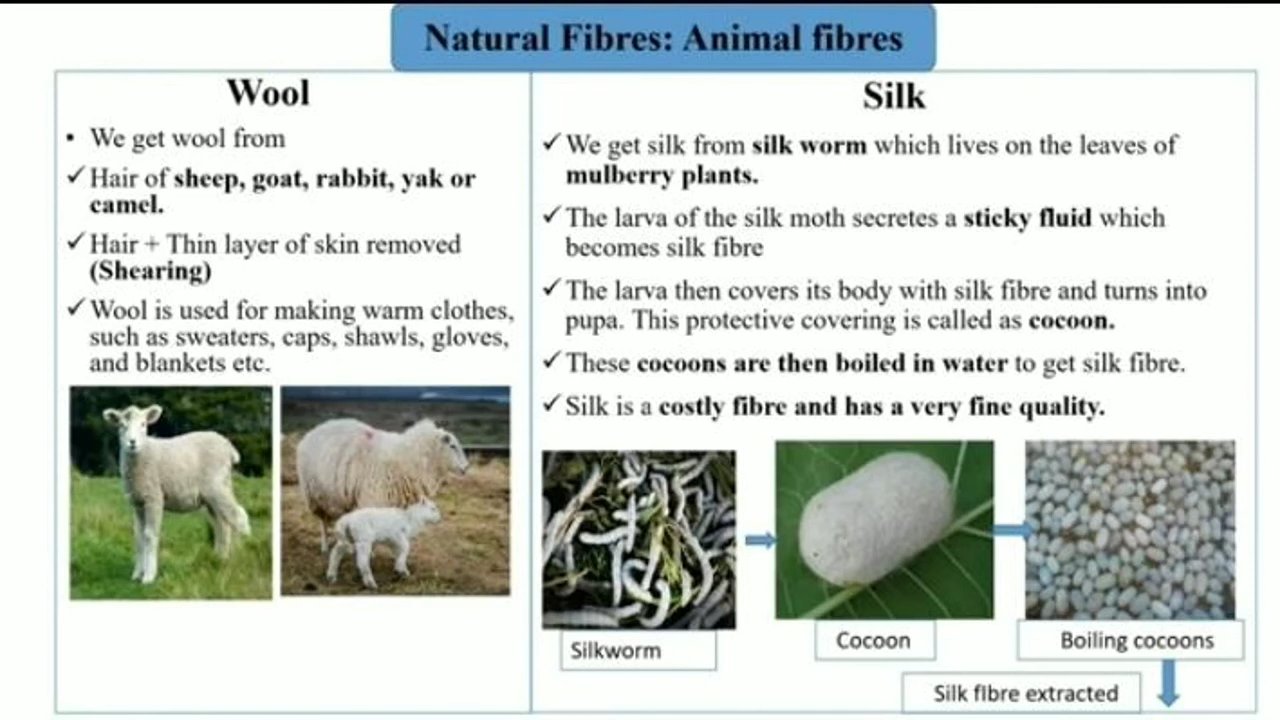 Natural Fibres: Animal fibres
Wool
• We get wool from
✓ Hair of sheep, goat, rabbit, yak or
camel.
✓ Hair + Thin layer of skin removed
(Shearing)
✓ Wool is used for making warm clothes,
such as sweaters, caps, shawls, gloves,
and blankets etc.
Silk
✓ We get silk from silk worm which lives on the leaves of
mulberry plants.
✓ The larva of the silk moth secretes a sticky fluid which
becomes silk fibre
✓ The larva then covers its body with silk fibre and turns into
pupa. This protective covering is called as cocoon.
✓ These cocoons are then boiled in water to get silk fibre.
✓ Silk is a costly fibre and has a very fine quality.
Silkworm
Cocoon
Boiling cocoons
Silk fIbre extracted